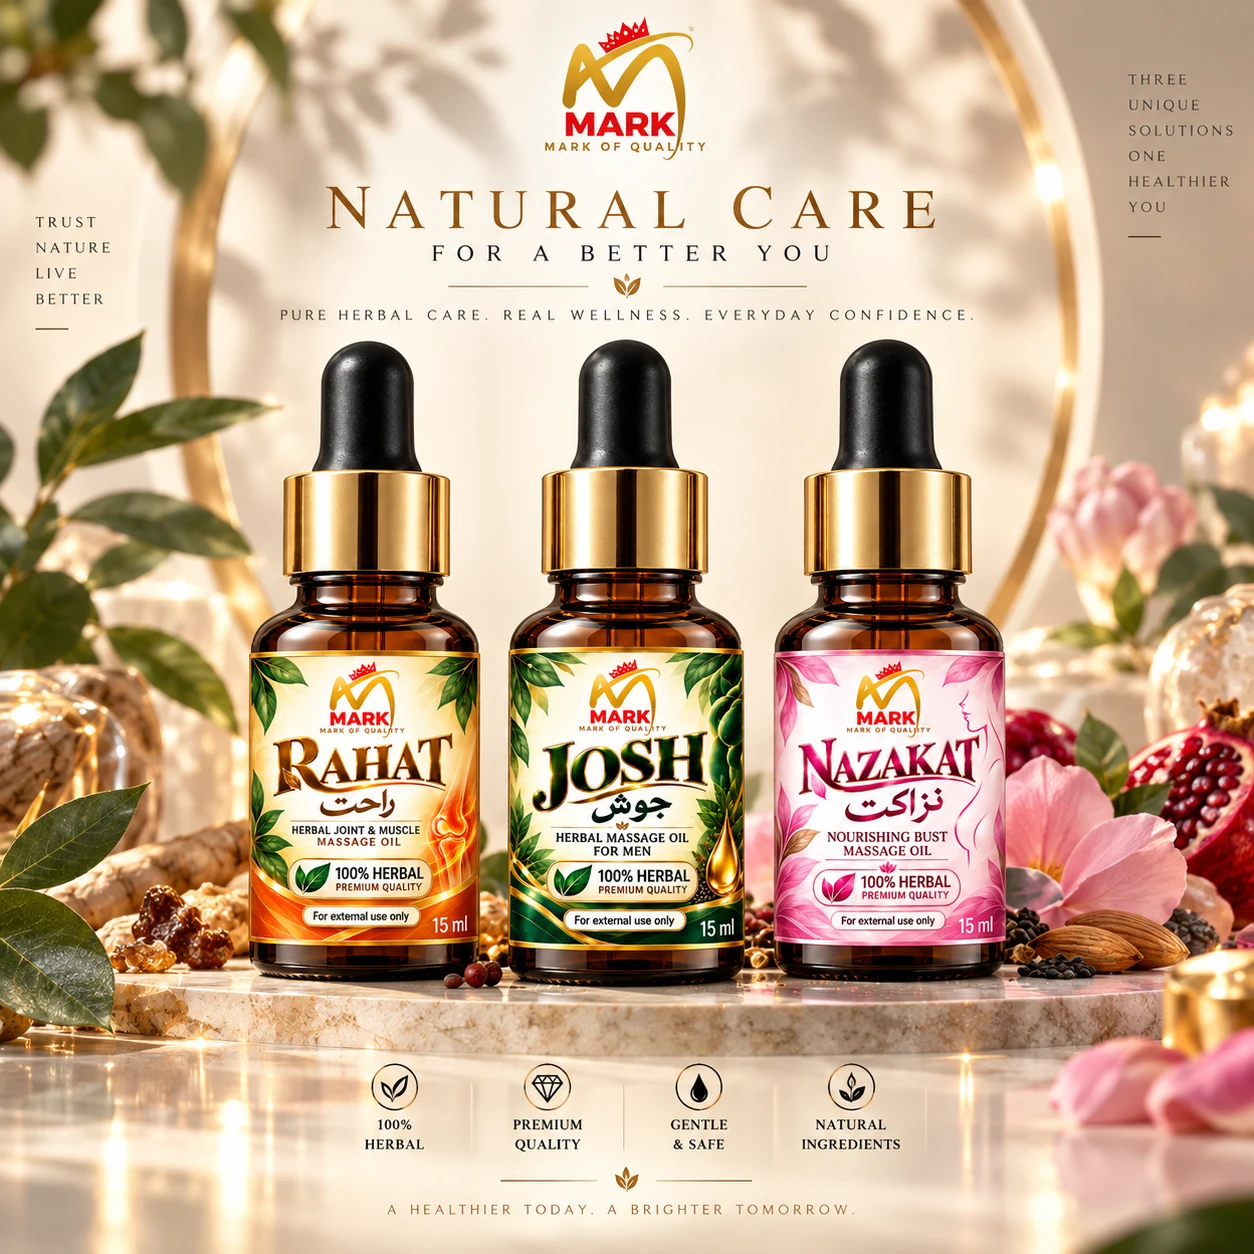 MARK
MARK OF QUALITY
NATURAL CARE
FOR A BETTER YOU
PURE HERBAL CARE. REAL WELLNESS. EVERYDAY CONFIDENCE.
TRUST
NATURE
LIVE
BETTER
THREE
UNIQUE
SOLUTIONS
ONE
HEALTHIER
YOU
MARK
MARK OF QUALITY
RAHAT
راحت
HERBAL JOINT & MUSCLE
MASSAGE OIL
100% HERBAL
PREMIUM QUALITY
For external use only
15 ml
MARK
MARK OF QUALITY
JOSH
جوش
HERBAL MASSAGE OIL
FOR MEN
100% HERBAL
PREMIUM QUALITY
For external use only
15 ml
MARK
MARK OF QUALITY
NAZAKAT
نزاکت
NOURISHING BUST
MASSAGE OIL
100% HERBAL
PREMIUM QUALITY
For external use only
15 ml
100%
HERBAL
PREMIUM
QUALITY
GENTLE
& SAFE
NATURAL
INGREDIENTS
A HEALTHIER TODAY. A BRIGHTER TOMORROW.